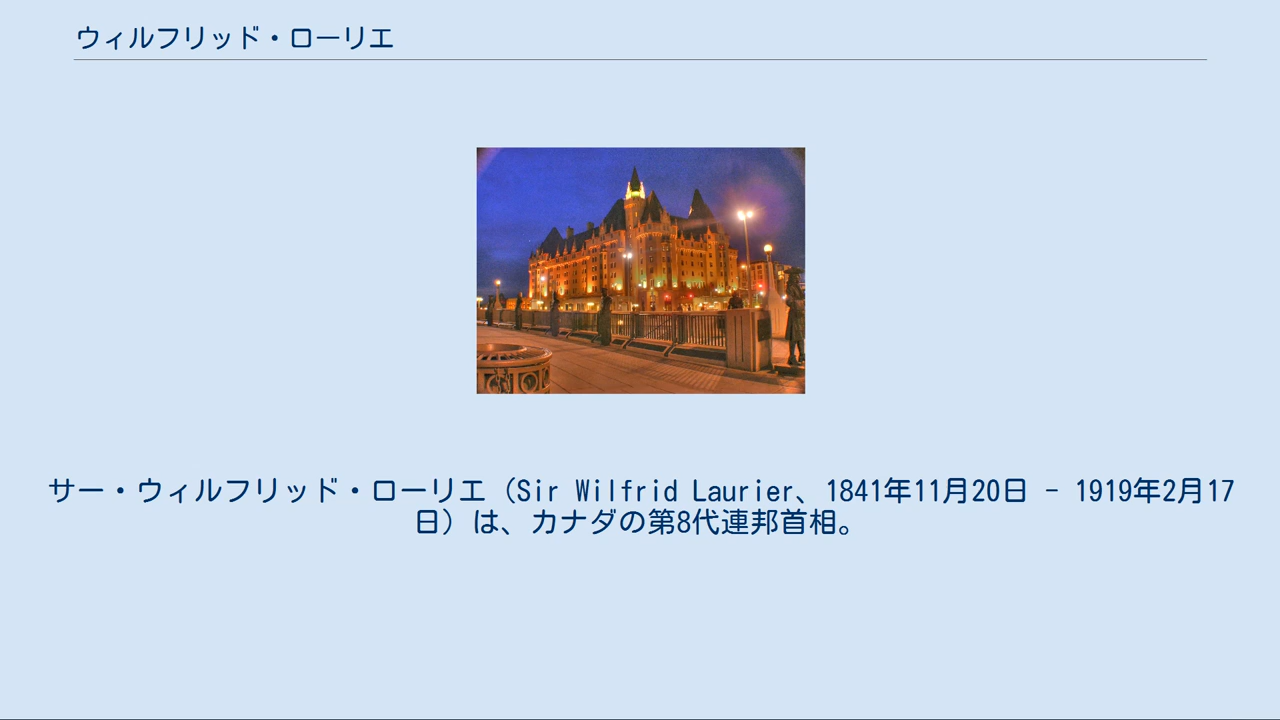 ウィルフリッド・ローリエ
サー・ウィルフリッド・ローリエ（Sir Wilfrid Laurier、1841年11月20日 - 1919年2月17
日）は、カナダの第8代連邦首相。